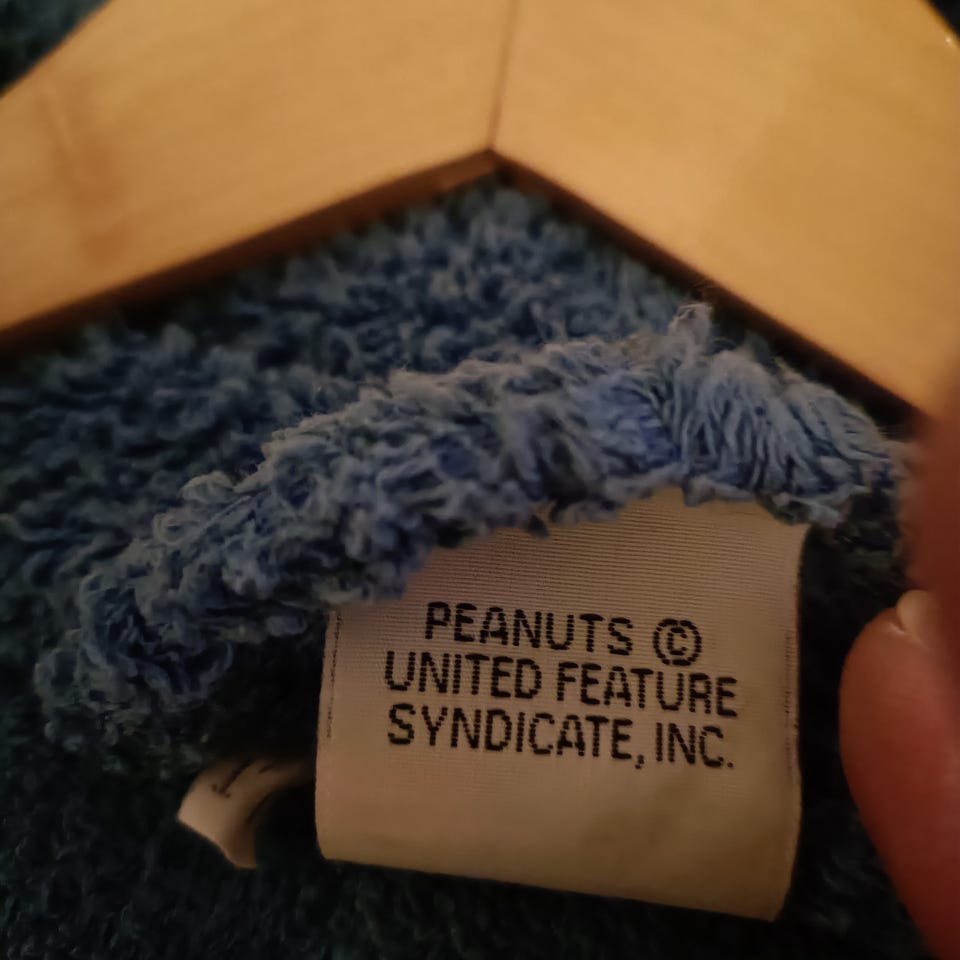 PEANUTS ©
UNITED FEATURE
SYNDICATE, INC.